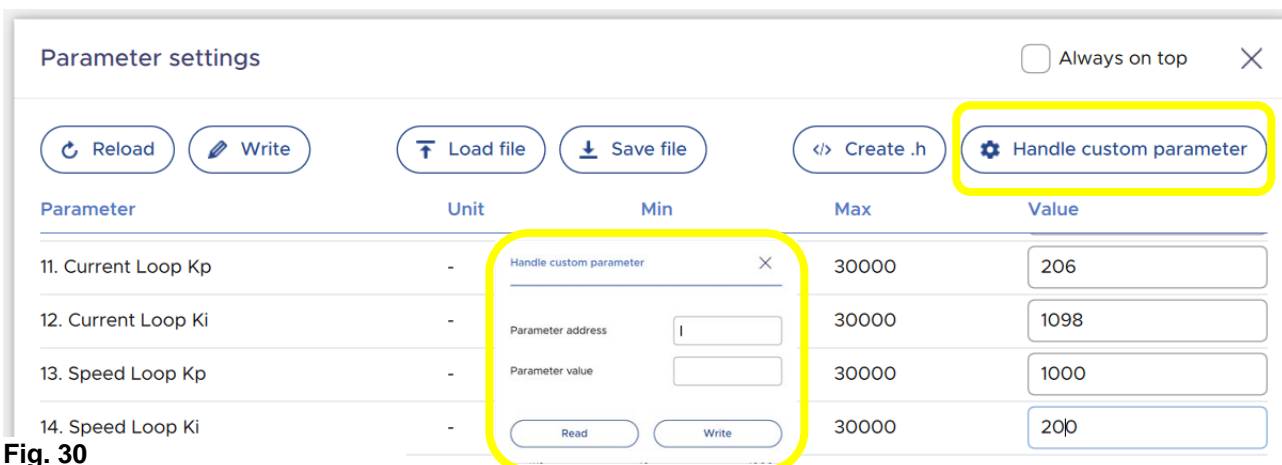 Parameter settings
Always on top
Reload
Write
Load file
Save file
</> Create .h
Handle custom parameter
Parameter Unit Min Max Value
11. Current Loop Kp - 30000 206
12. Current Loop Ki - 30000 1098
13. Speed Loop Kp - 30000 1000
14. Speed Loop Ki - 30000 200
Handle custom parameter
Parameter address
Parameter value
Read Write
Fig. 30